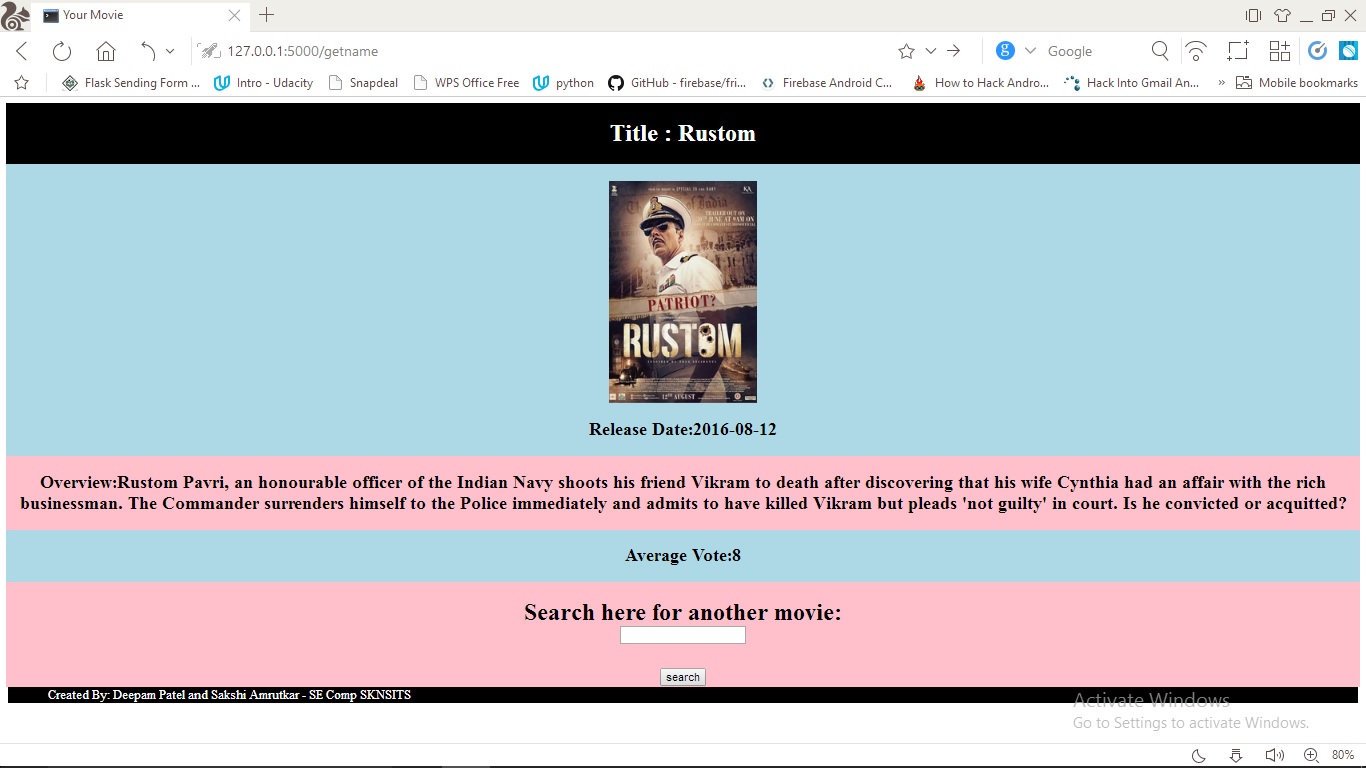 Your Movie
127.0.0.1:5000/getname
Google
Flask Sending Form ...
Intro - Udacity
Snapdeal
WPS Office Free
python
GitHub - firebase/fri...
Firebase Android C...
How to Hack Andro...
Hack Into Gmail An...
»
Mobile bookmarks
Title : Rustom
TRAILER OUT ON
PATRIOT?
RUSTOM
12TH AUGUST
Release Date:2016-08-12
Overview:Rustom Pavri, an honourable officer of the Indian Navy shoots his friend Vikram to death after discovering that his wife Cynthia had an affair with the rich
businessman. The Commander surrenders himself to the Police immediately and admits to have killed Vikram but pleads 'not guilty' in court. Is he convicted or acquitted?
Average Vote:8
Search here for another movie:
search
Created By: Deepam Patel and Sakshi Amrutkar - SE Comp SKNSITS
Activate Windows
Go to Settings to activate Windows.
80%